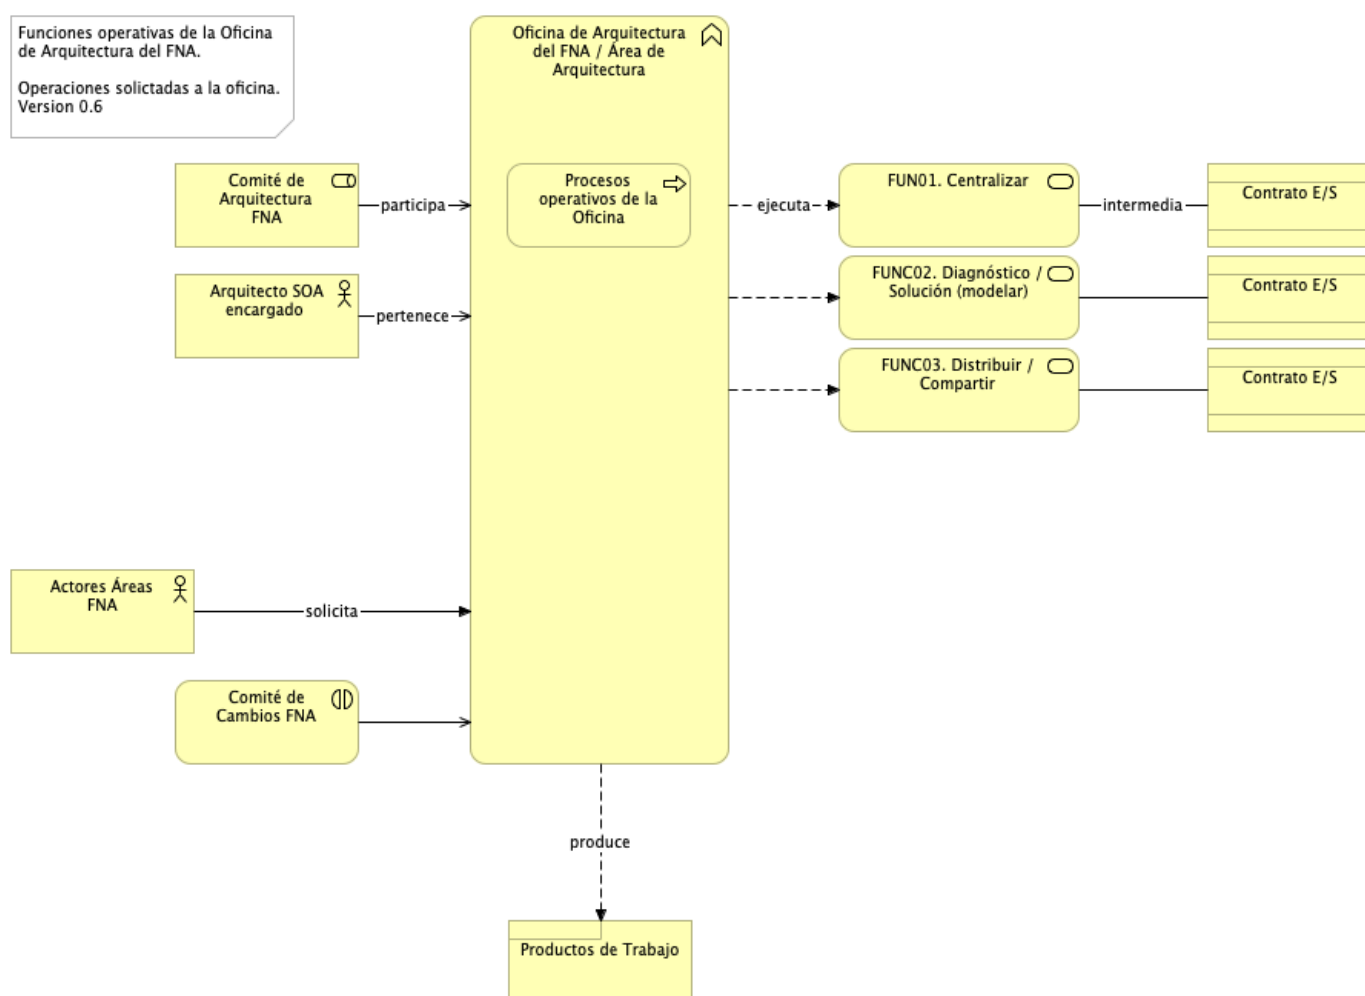 Funciones operativas de la Oficina
de Arquitectura del FNA.
Operaciones solictadas a la oficina.
Version 0.6
Oficina de Arquitectura
del FNA / Área de
Arquitectura
Comité de
Arquitectura
FNA
participa
Procesos
operativos de la
Oficina
ejecuta
FUN01. Centralizar
intermedia
Contrato E/S
Arquitecto SOA
encargado
pertenece
FUNC02. Diagnóstico /
Solución (modelar)
Contrato E/S
FUNC03. Distribuir /
Compartir
Contrato E/S
Actores Áreas
FNA
solicita
Comité de
Cambios FNA
produce
Productos de Trabajo